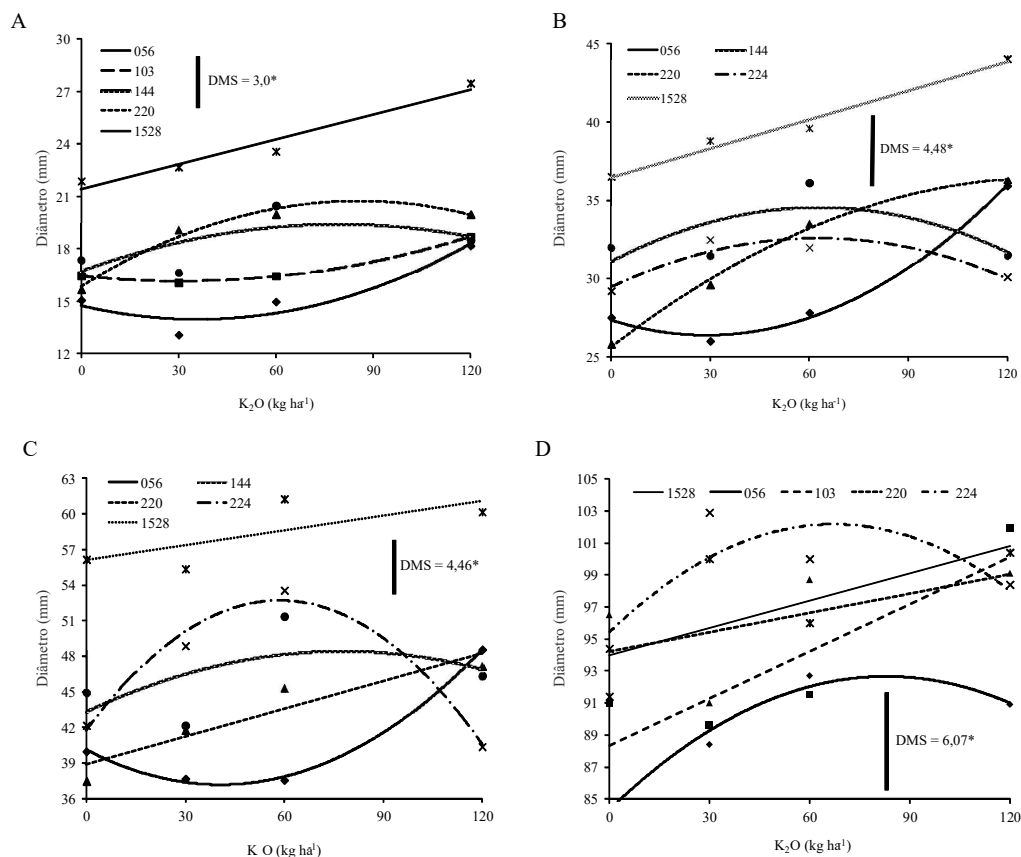 A
30
27
24
21
18
15
12
056
103
144
220
1528
DMS = 3,0*
Diâmetro (mm)
0 30 60 90 120
K₂O (kg ha⁻¹)
B
45
40
35
30
25
056 144
220 224
1528
DMS = 4,48*
Diâmetro (mm)
0 30 60 90 120
K₂O (kg ha⁻¹)
C
63
60
57
54
51
48
45
42
39
36
056 144
220 224
1528
DMS = 4,46*
Diâmetro (mm)
0 30 60 90 120
K O (kg ha¹)
D
105
103
101
99
97
95
93
91
89
87
85
1528 056 103 220 224
DMS = 6,07*
Diâmetro (mm)
0 30 60 90 120
K₂O (kg ha⁻¹)